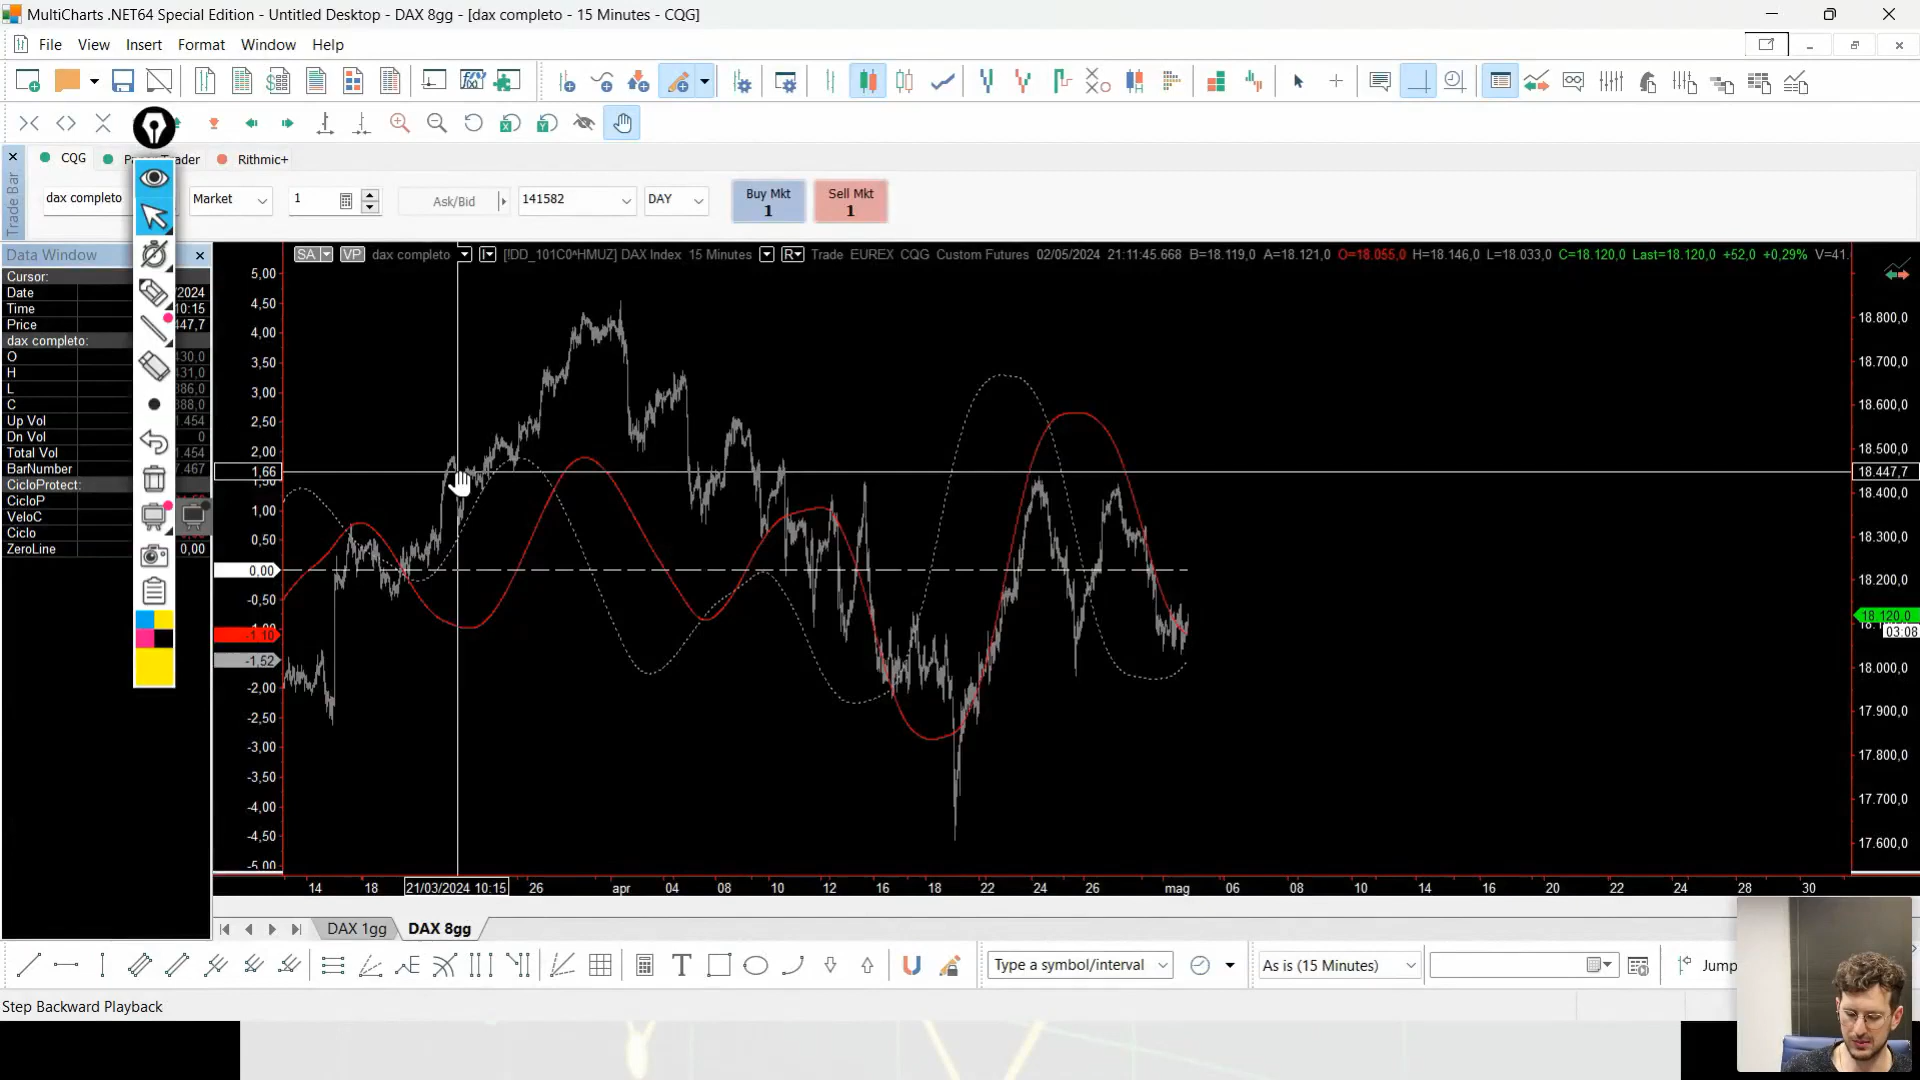 MultiCharts .NET64 Special Edition - Untitled Desktop - DAX 8gg - [dax completo - 15 Minutes - CQG]
File View Insert Format Window Help
CQG
Trader
Rithmic+
Trade Bar
dax completo
Market
1
Ask/Bid
141582
DAY
Buy Mkt
1
Sell Mkt
1
Data Window
Cursor:
Date
Time
Price
dax completo:
O
H
L
C
Up Vol
Dn Vol
0
Total Vol
BarNumber
CicloProtect:
CicloP
VeloC
Ciclo
ZeroLine 0,00
SA VP dax completo [!DD_101C0^HMUZ] DAX Index 15 Minutes R Trade EUREX CQG Custom Futures 02/05/2024 21:11:45.668 B=18.119,0 A=18.121,0 O=18.055,0 H=18.146,0 L=18.033,0 C=18.120,0 Last=18.120,0 +52,0 +0,29% V=41.
5,00
4,50
4,00
3,50
3,00
2,50
2,00
1,66
1,00
0,50
0,00
-0,50
-1,10
-1,52
-2,00
-2,50
-3,00
-3,50
-4,00
-4,50
-5,00
18.800,0
18.700,0
18.600,0
18.500,0
18.447,7
18.400,0
18.300,0
18.200,0
18.120,0
03:08
18.000,0
17.900,0
17.800,0
17.700,0
17.600,0
14 18 21/03/2024 10:15 26 apr 04 08 10 12 16 18 22 24 26 mag 06 08 10 14 16 20 22 24 28 30
DAX 1gg
DAX 8gg
Type a symbol/interval
As is (15 Minutes)
Jump
Step Backward Playback